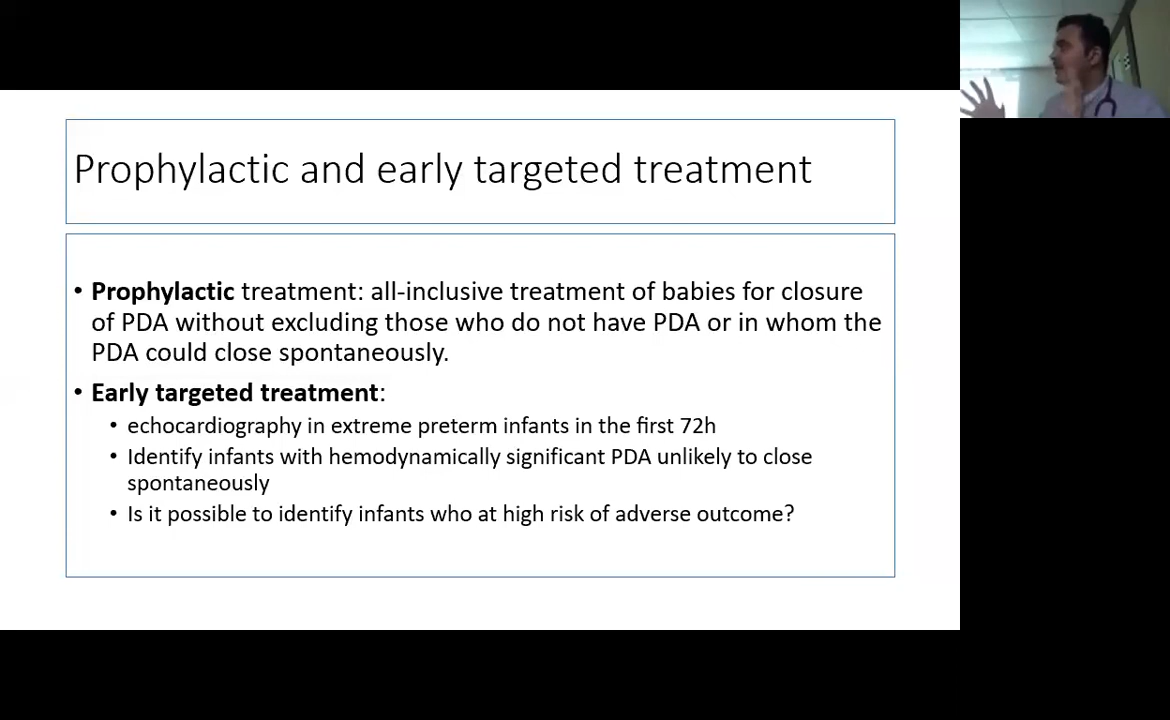 Prophylactic and early targeted treatment
• Prophylactic treatment: all-inclusive treatment of babies for closure
of PDA without excluding those who do not have PDA or in whom the
PDA could close spontaneously.
• Early targeted treatment:
• echocardiography in extreme preterm infants in the first 72h
• Identify infants with hemodynamically significant PDA unlikely to close
spontaneously
• Is it possible to identify infants who at high risk of adverse outcome?